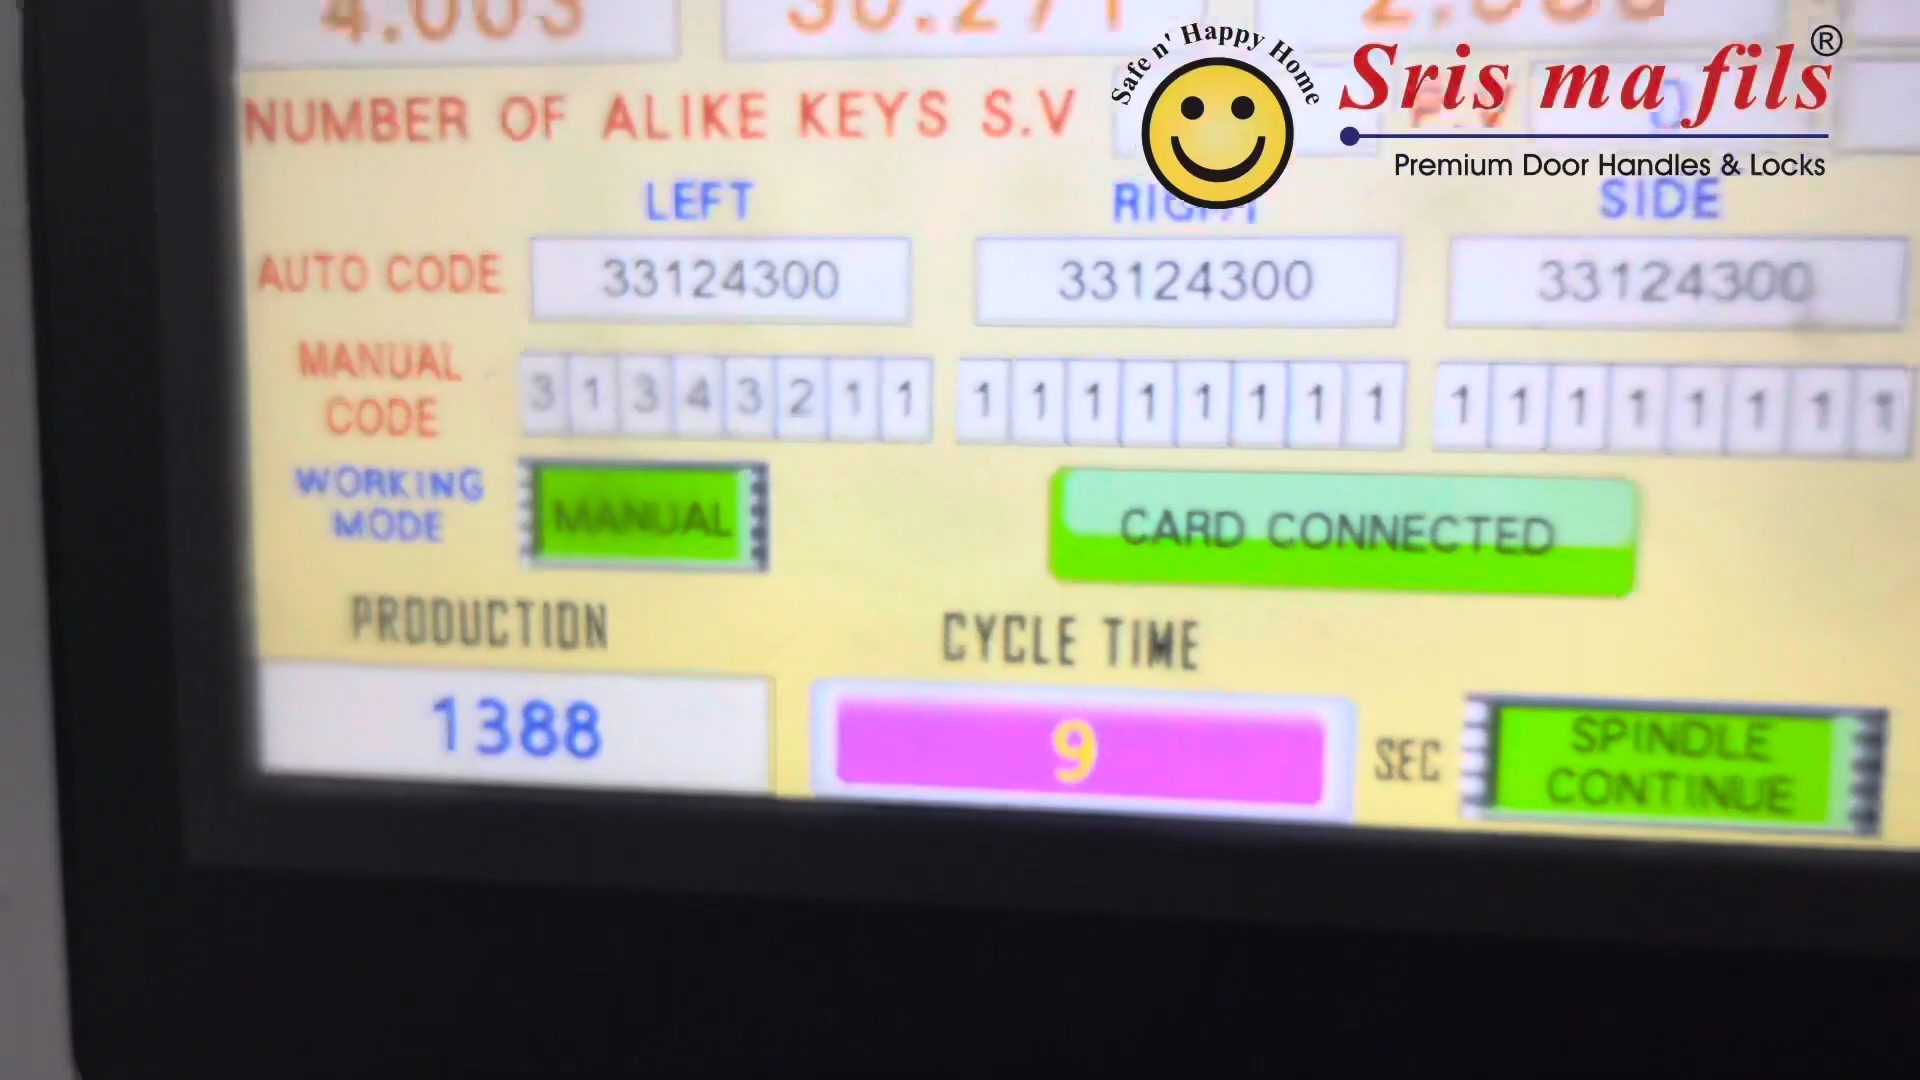 4.003 30.271
Safe n' Happy Home
Sris ma fils®
Premium Door Handles & Locks
NUMBER OF ALIKE KEYS S.V
LEFT RIGHT SIDE
AUTO CODE 33124300 33124300 33124300
MANUAL CODE 3 1 3 4 3 2 1 1 1 1 1 1 1 1 1 1 1 1 1 1 1 1 1 1
WORKING MODE MANUAL CARD CONNECTED
PRODUCTION CYCLE TIME
1388 9 SEC SPINDLE CONTINUE